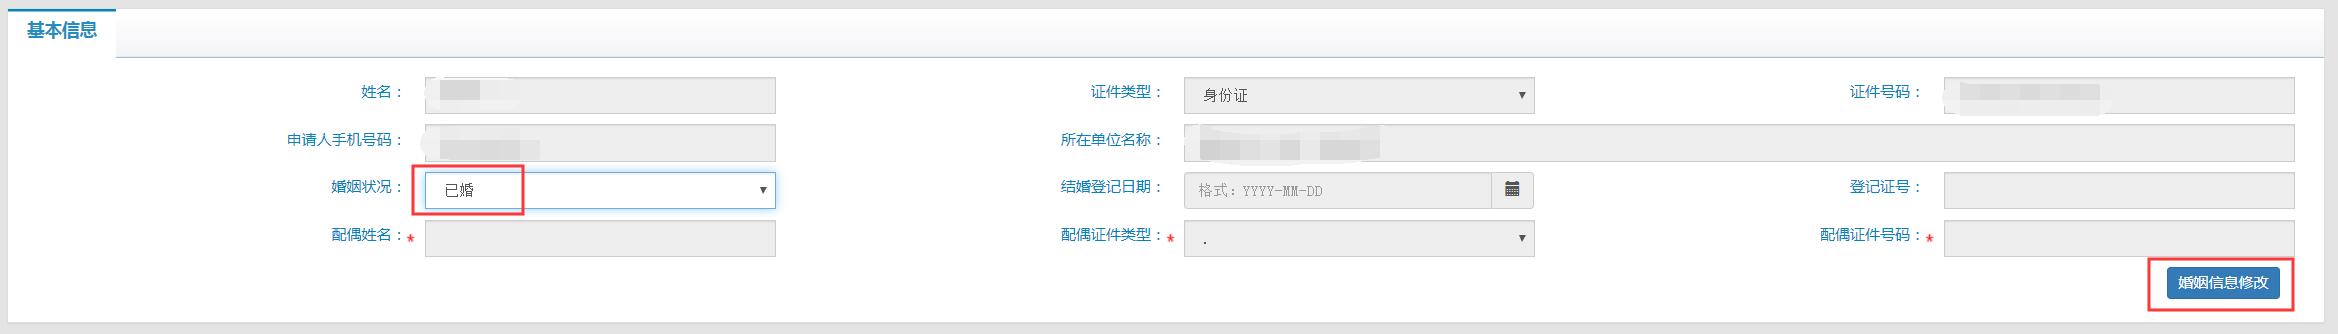 基本信息
姓名： 证件类型： 身份证 证件号码：
申请人手机号码： 所在单位名称：
婚姻状况： 已婚 结婚登记日期： 格式：YYYY-MM-DD 登记证号：
配偶姓名：* 配偶证件类型：* . 配偶证件号码：*
婚姻信息修改